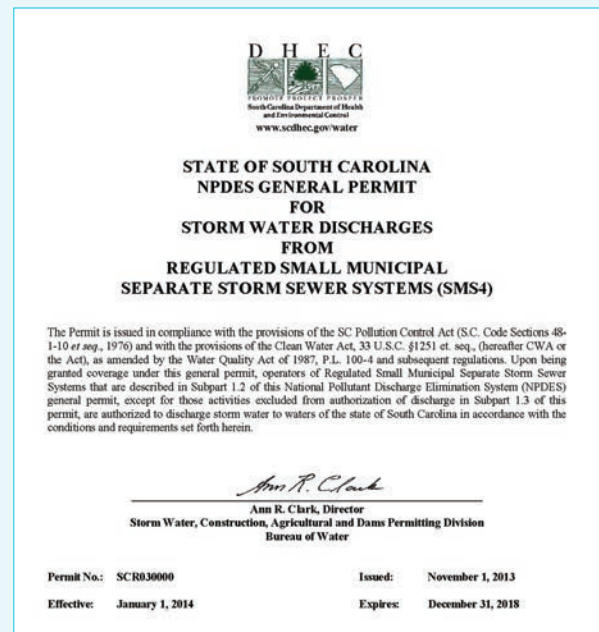 D H E C
PROMOTE PROTECT PROSPER
South Carolina Department of Health
and Environmental Control
www.scdhec.gov/water
STATE OF SOUTH CAROLINA
NPDES GENERAL PERMIT
FOR
STORM WATER DISCHARGES
FROM
REGULATED SMALL MUNICIPAL
SEPARATE STORM SEWER SYSTEMS (SMS4)
The Permit is issued in compliance with the provisions of the SC Pollution Control Act (S.C. Code Sections 48-
1-10 et seq., 1976) and with the provisions of the Clean Water Act, 33 U.S.C. §1251 et. seq., (hereafter CWA or
the Act), as amended by the Water Quality Act of 1987, P.L. 100-4 and subsequent regulations. Upon being
granted coverage under this general permit, operators of Regulated Small Municipal Separate Storm Sewer
Systems that are described in Subpart 1.2 of this National Pollutant Discharge Elimination System (NPDES)
general permit, except for those activities excluded from authorization of discharge in Subpart 1.3 of this
permit, are authorized to discharge storm water to waters of the state of South Carolina in accordance with the
conditions and requirements set forth herein.
Ann R. Clark
Ann R. Clark, Director
Storm Water, Construction, Agricultural and Dams Permitting Division
Bureau of Water
Permit No.: SCR030000 Issued: November 1, 2013
Effective: January 1, 2014 Expires: December 31, 2018